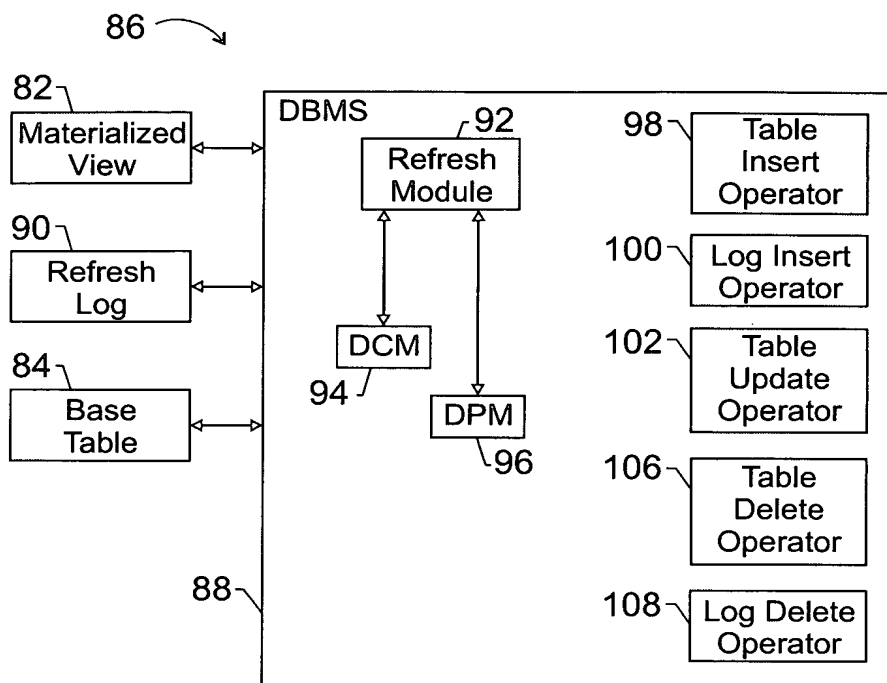 86
82
Materialized
View
90
Refresh
Log
84
Base
Table
88
DBMS
92
Refresh
Module
DCM
94
DPM
96
98
Table
Insert
Operator
100
Log Insert
Operator
102
Table
Update
Operator
106
Table
Delete
Operator
108
Log Delete
Operator